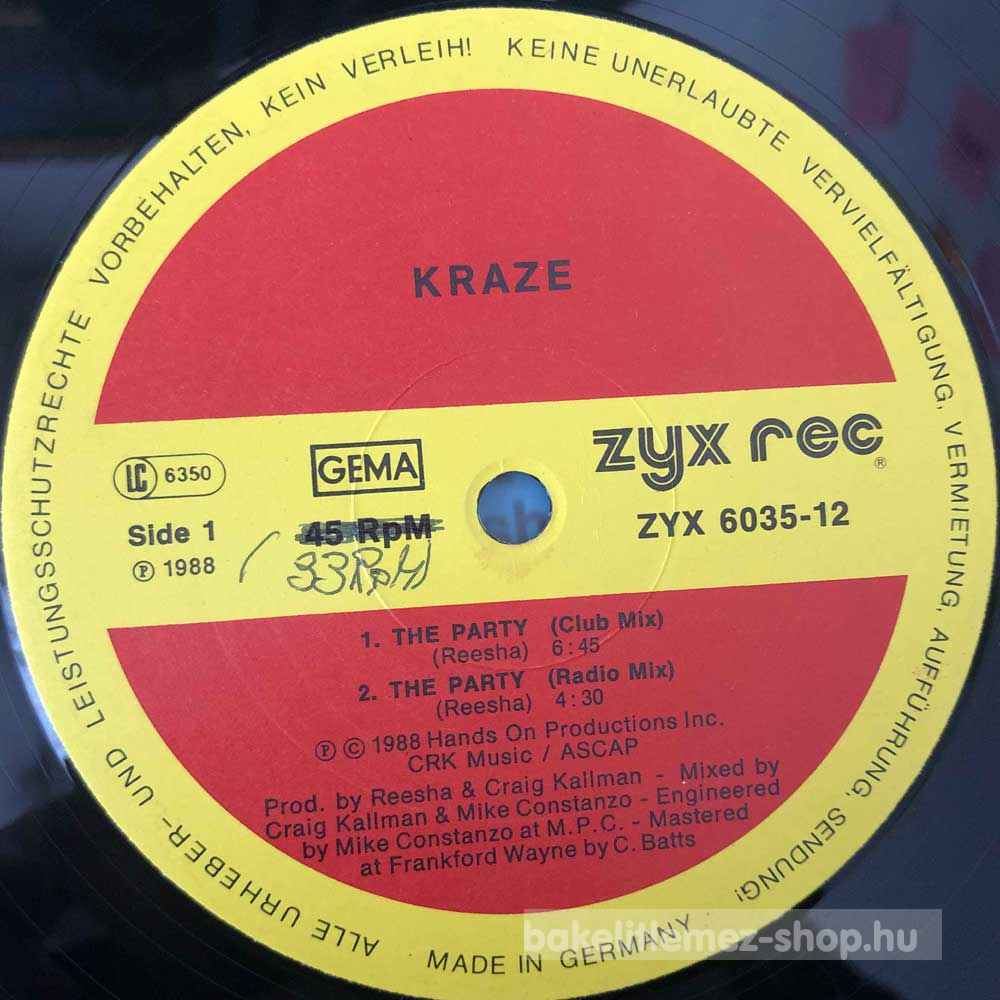 ALLE URHEBER- UND LEISTUNGSSCHUTZRECHTE VORBEHALTEN, KEIN VERLEIH! KEINE UNERLAUBTE VERVIELFÄLTIGUNG, VERMIETUNG, AUFFÜHRUNG, SENDUNG!
KRAZE
LC 6350
GEMA
zyx rec ®
Side 1
45 RpM
ZYX 6035-12
℗ 1988
(33RpM)
1. THE PARTY (Club Mix)
(Reesha) 6:45
2. THE PARTY (Radio Mix)
(Reesha) 4:30
℗ © 1988 Hands On Productions Inc.
CRK Music / ASCAP
Prod. by Reesha & Craig Kallman - Mixed by
Craig Kallman & Mike Constanzo - Engineered
by Mike Constanzo at M.P.C. - Mastered
at Frankford Wayne by C. Batts
MADE IN GERMANY
bakelitlemez-shop.hu